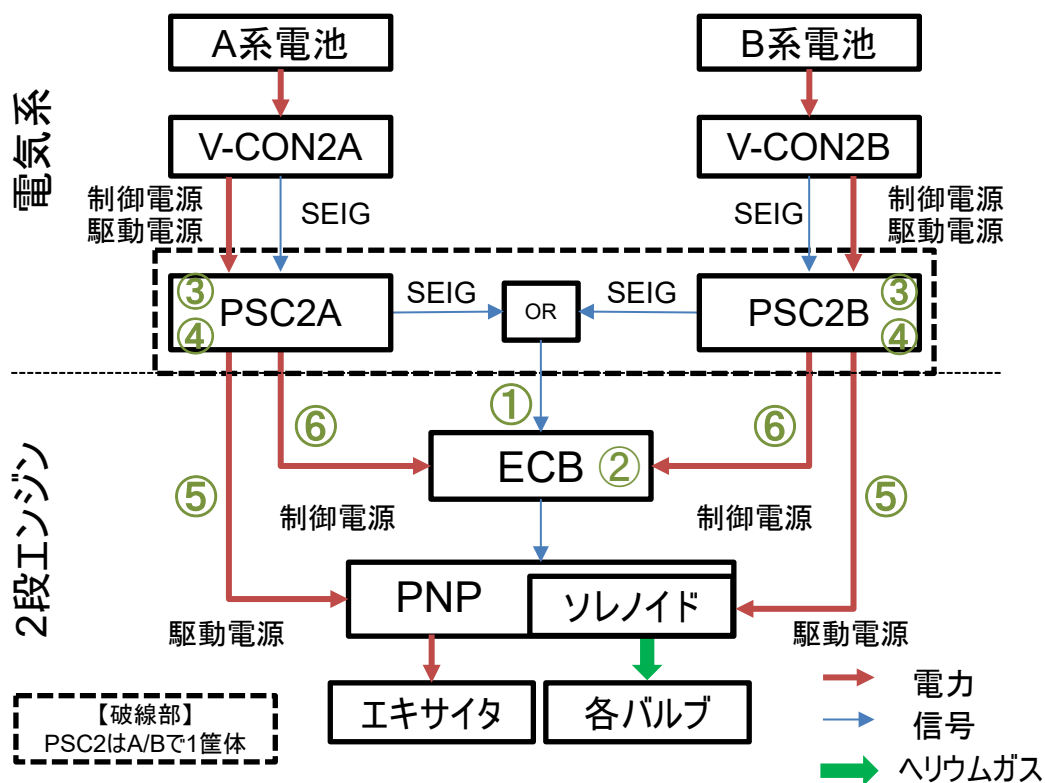 A系電池
B系電池
電気系
V-CON2A
V-CON2B
制御電源
駆動電源
SEIG
SEIG
制御電源
駆動電源
③
PSC2A
④
SEIG
OR
SEIG
③
PSC2B
④
①
⑥
⑥
ECB ②
⑤
⑤
制御電源
制御電源
2段エンジン
PNP
ソレノイド
駆動電源
駆動電源
エキサイタ
各バルブ
【破線部】
PSC2はA/Bで1筐体
電力
信号
ヘリウムガス